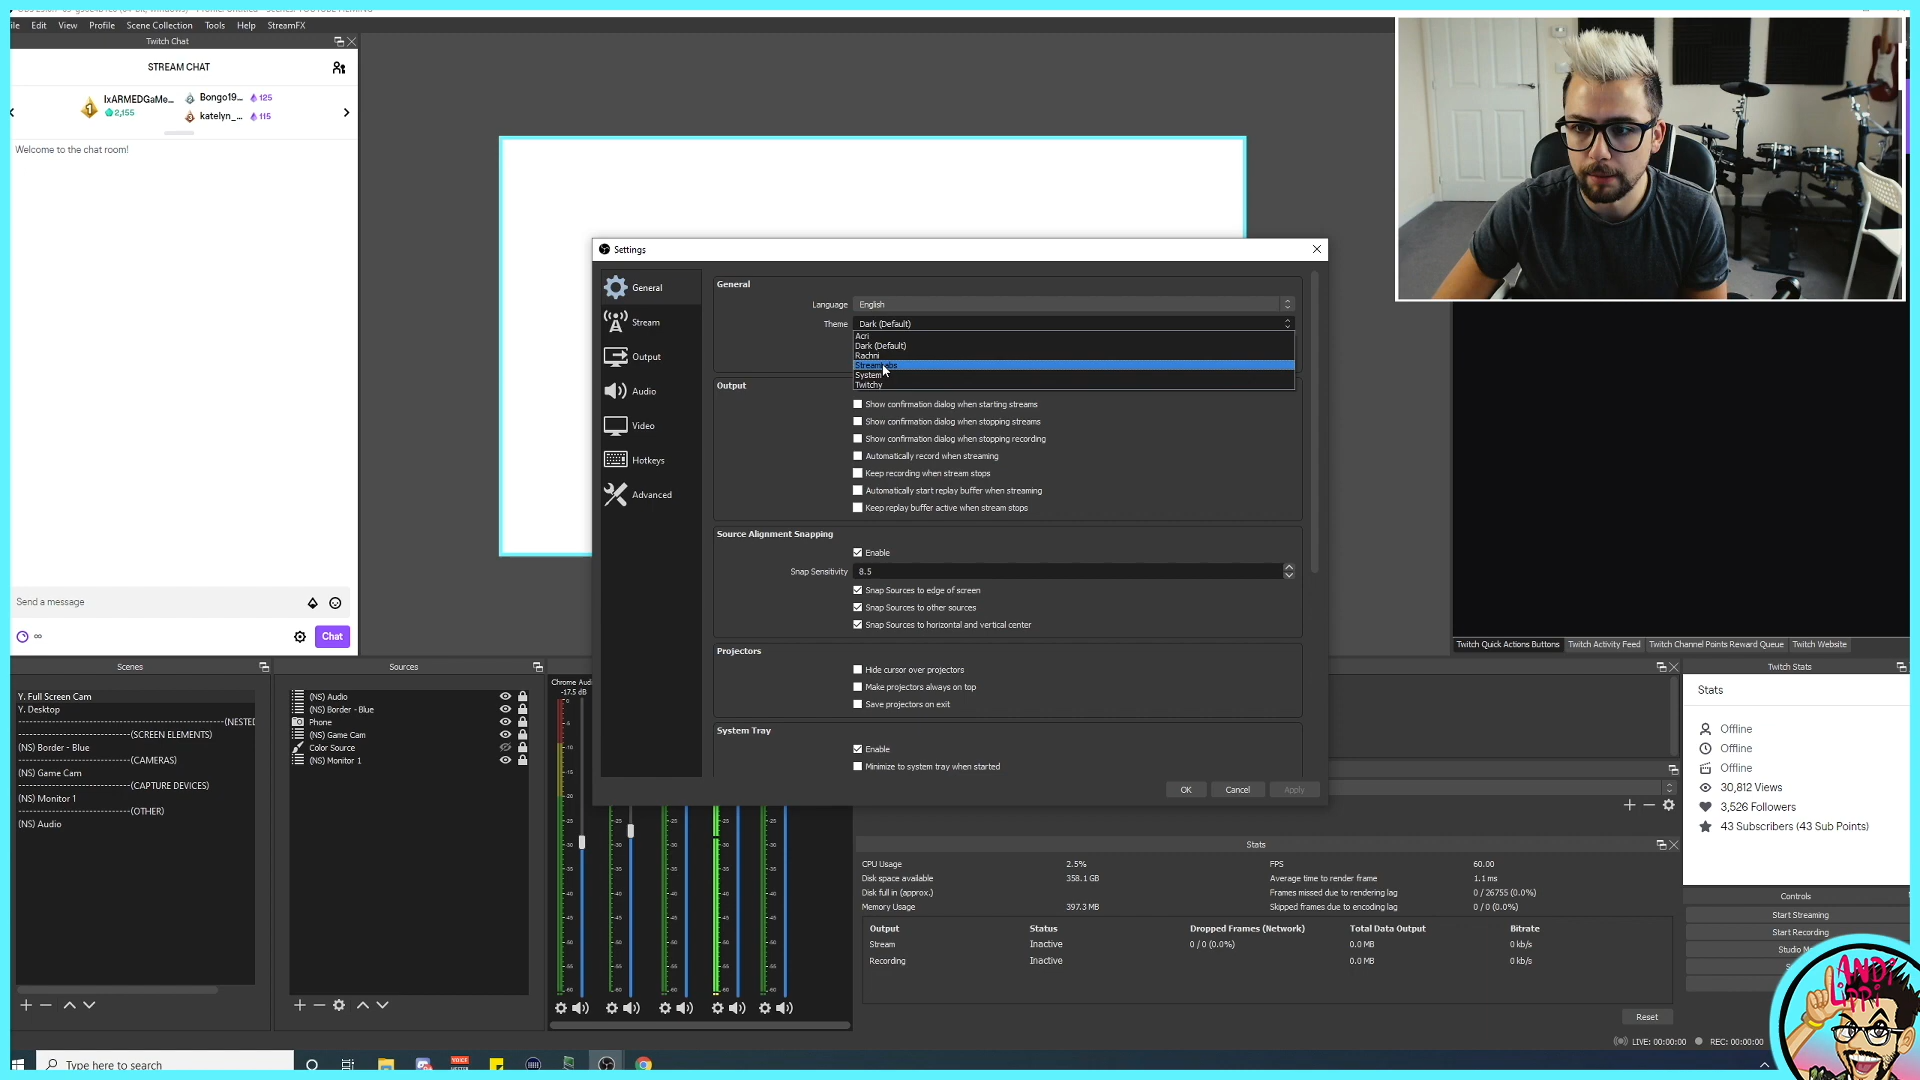 File Edit View Profile Scene Collection Tools Help StreamFX
Twitch Chat
STREAM CHAT
IxARMEDGaMe... 2,155
Bongo19... 125
katelyn_... 115
Welcome to the chat room!
Send a message
∞
Chat
Settings
General
Stream
Output
Audio
Video
Hotkeys
Advanced
General
Language English
Theme Dark (Default)
Acri
Dark (Default)
Rachni
Streamlabs
System
Twitchy
Output
Show confirmation dialog when starting streams
Show confirmation dialog when stopping streams
Show confirmation dialog when stopping recording
Automatically record when streaming
Keep recording when stream stops
Automatically start replay buffer when streaming
Keep replay buffer active when stream stops
Source Alignment Snapping
Enable
Snap Sensitivity 8.5
Snap Sources to edge of screen
Snap Sources to other sources
Snap Sources to horizontal and vertical center
Projectors
Hide cursor over projectors
Make projectors always on top
Save projectors on exit
System Tray
Enable
Minimize to system tray when started
OK Cancel Apply
Twitch Quick Actions Buttons Twitch Activity Feed Twitch Channel Points Reward Queue Twitch Website
Scenes
Y. Full Screen Cam
Y. Desktop
--------------------------------------------------(NESTED
---------------------------(SCREEN ELEMENTS)
(NS) Border - Blue
---------------------------(CAMERAS)
(NS) Game Cam
---------------------------(CAPTURE DEVICES)
(NS) Monitor 1
---------------------------(OTHER)
(NS) Audio
Sources
(NS) Audio
(NS) Border - Blue
Phone
(NS) Game Cam
Color Source
(NS) Monitor 1
Chrome Aud
-17.5 dB
Twitch Stats
Stats
Offline
Offline
Offline
30,812 Views
3,526 Followers
43 Subscribers (43 Sub Points)
Stats
CPU Usage 2.5% FPS 60.00
Disk space available 358.1 GB Average time to render frame 1.1 ms
Disk full in (approx.) Frames missed due to rendering lag 0 / 26755 (0.0%)
Memory Usage 397.3 MB Skipped frames due to encoding lag 0 / 0 (0.0%)
Output Status Dropped Frames (Network) Total Data Output Bitrate
Stream Inactive 0 / 0 (0.0%) 0.0 MB 0 kb/s
Recording Inactive 0.0 MB 0 kb/s
Reset
Controls
Start Streaming
Start Recording
LIVE: 00:00:00 REC: 00:00:00
ANDI
LIPPI
Type here to search